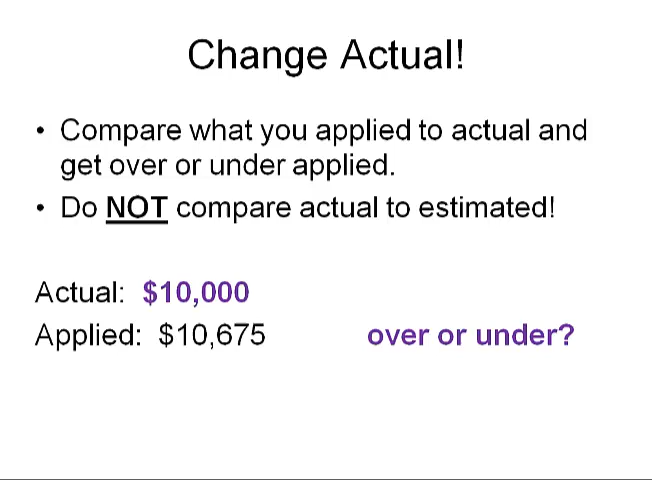 Change Actual!
• Compare what you applied to actual and
get over or under applied.
• Do NOT compare actual to estimated!
Actual: $10,000
Applied: $10,675 over or under?